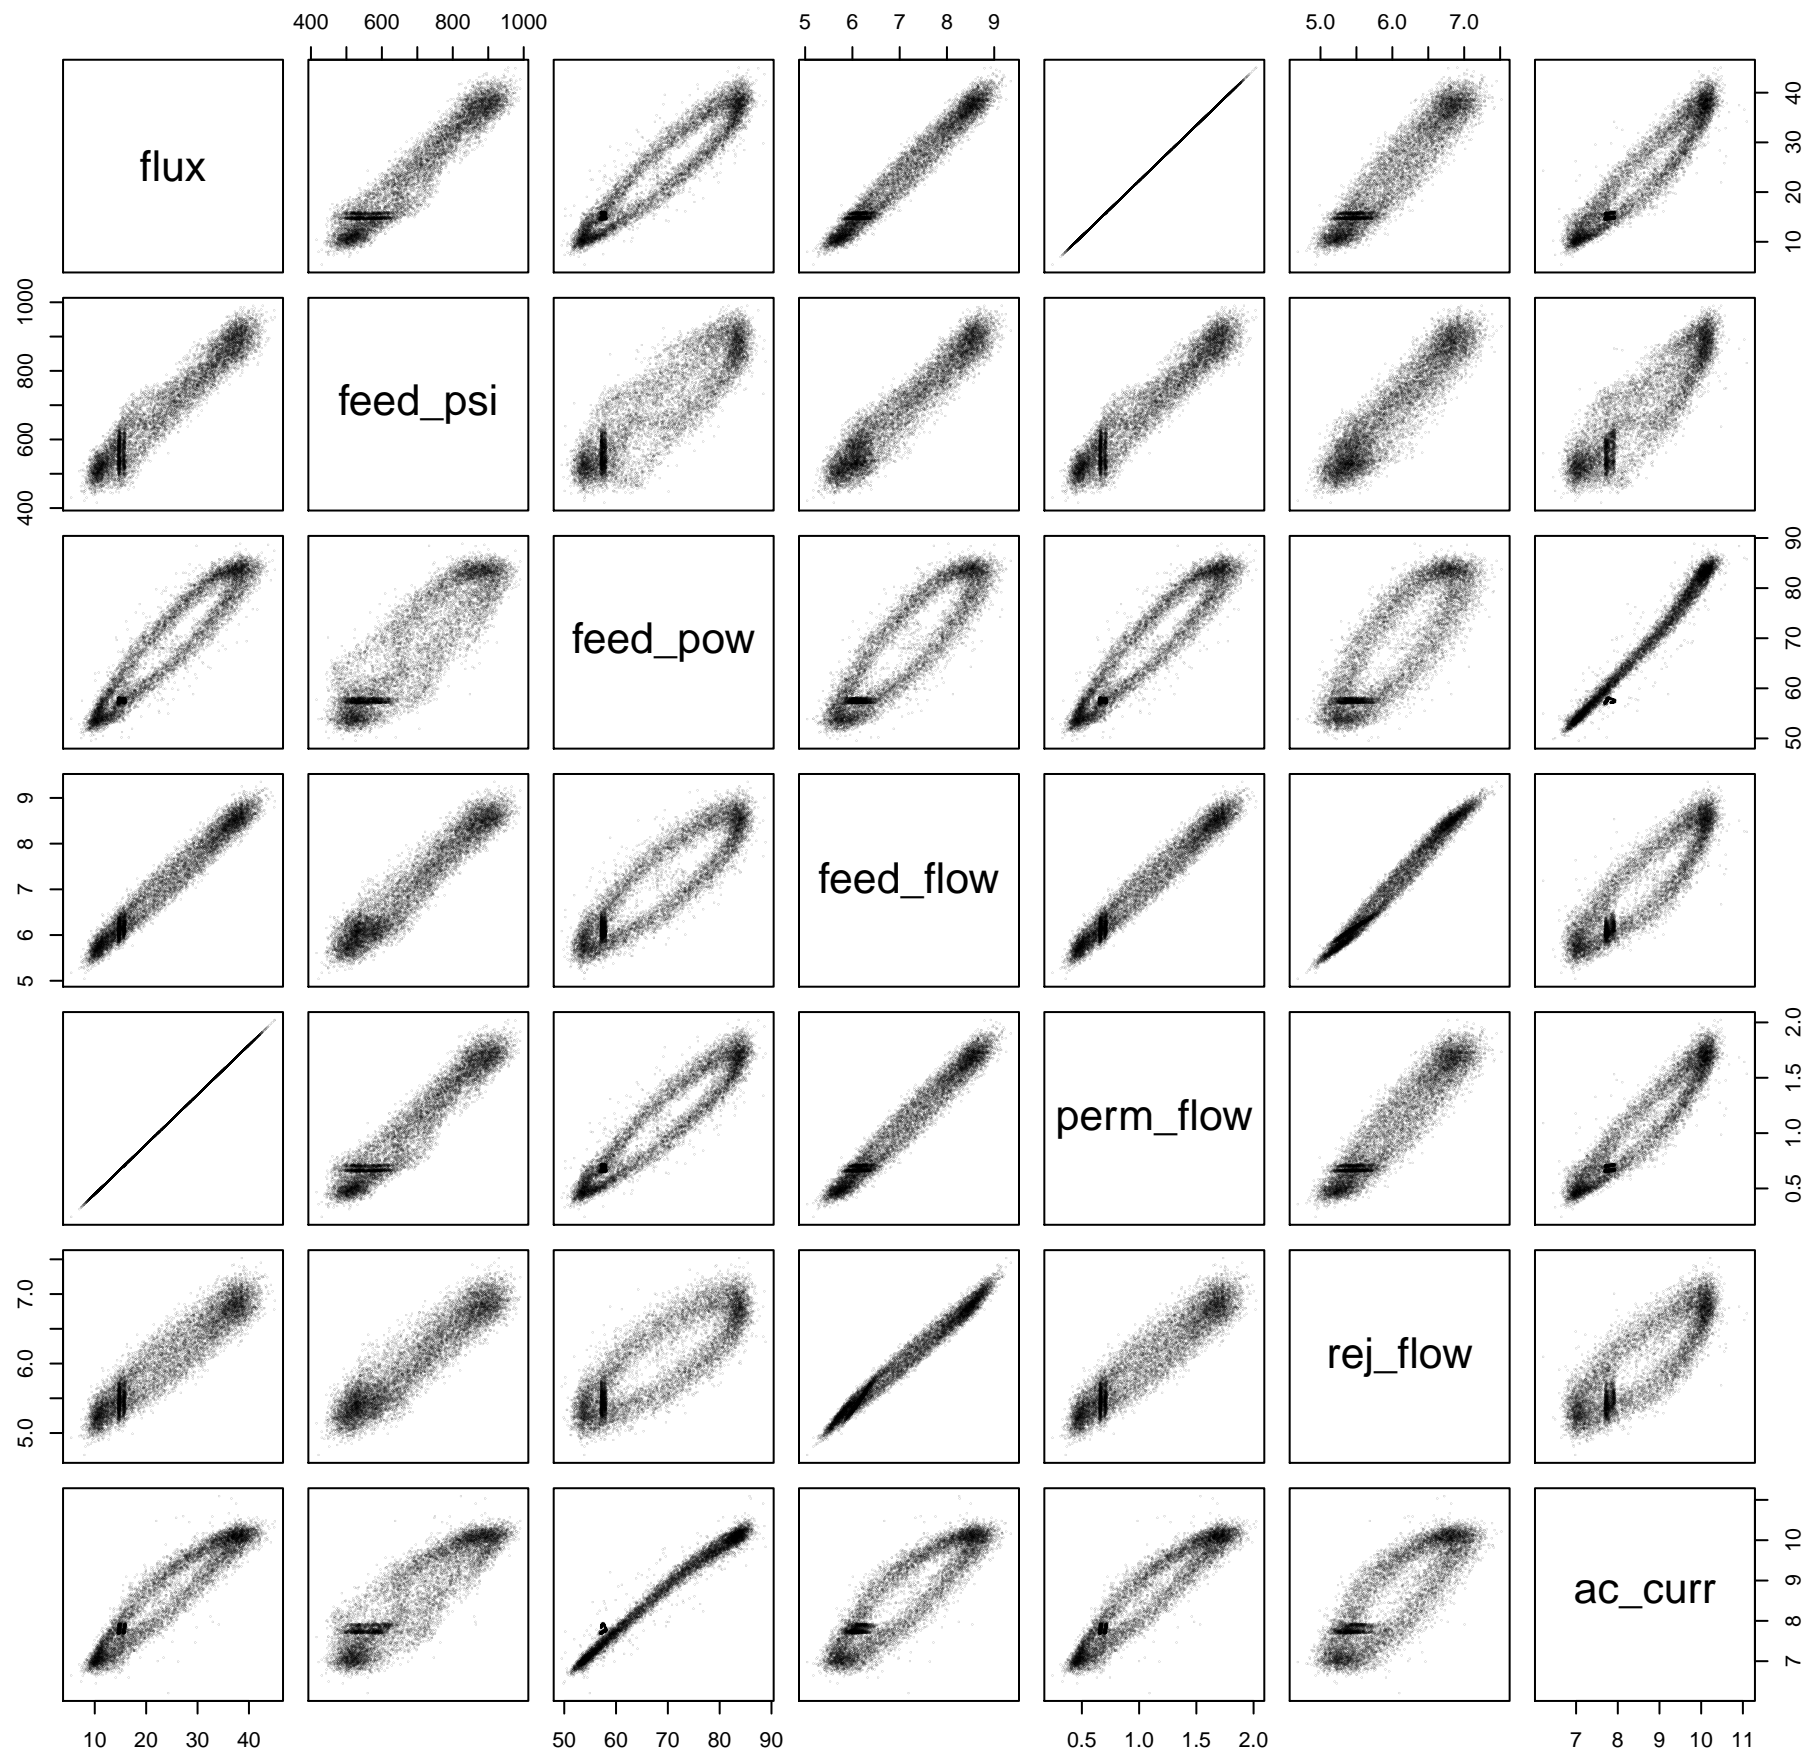 400 600 800 1000 5 6 7 8 9 5.0 6.0 7.0
flux
10 20 30 40
400 600 800 1000
feed_psi
feed_pow
50 60 70 80 90
5 6 7 8 9
feed_flow
perm_flow
0.5 1.0 1.5 2.0
5.0 6.0 7.0
rej_flow
ac_curr
7 8 9 10
10 20 30 40 50 60 70 80 90 0.5 1.0 1.5 2.0 7 8 9 10 11